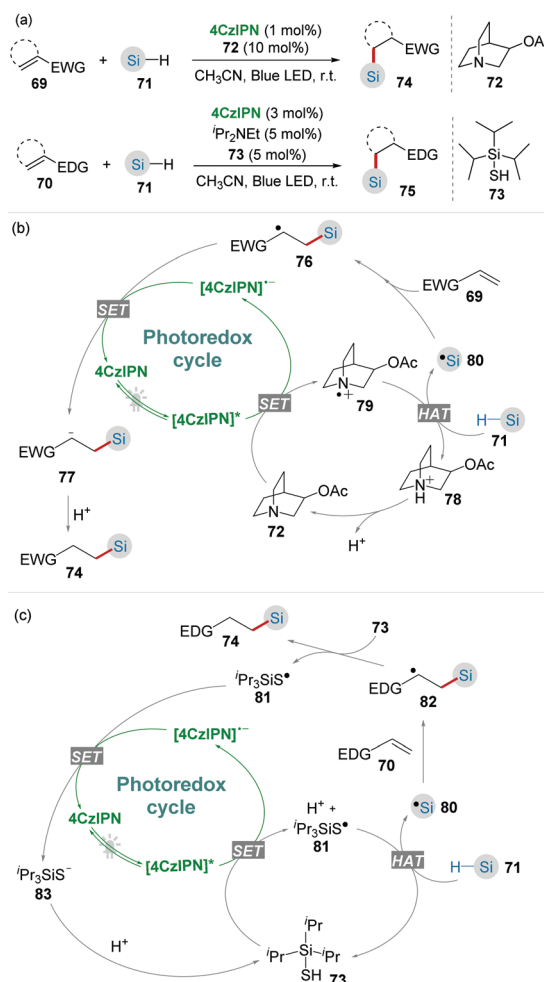 (a)
4CzIPN (1 mol%)
72 (10 mol%)
CH₃CN, Blue LED, r.t.
EWG
69
+
Si
H
71
EWG
Si
74
OAc
N
72
4CzIPN (3 mol%)
ⁱPr₂NEt (5 mol%)
73 (5 mol%)
CH₃CN, Blue LED, r.t.
EDG
70
+
Si
H
71
EDG
Si
75
Si
SH
73
(b)
EWG
Si
76
SET
[4CzIPN]•−
EWG
69
Photoredox
cycle
4CzIPN
[4CzIPN]*
SET
OAc
N
•+
79
•Si
80
HAT
H
Si
71
EWG
−
Si
77
OAc
N
72
OAc
N
H
+
78
H⁺
H⁺
EWG
Si
74
(c)
EDG
Si
74
73
ⁱPr₃SiS•
81
EDG
Si
82
SET
[4CzIPN]•−
EDG
70
Photoredox
cycle
4CzIPN
[4CzIPN]*
SET
H⁺ +
ⁱPr₃SiS•
81
•Si
80
HAT
H
Si
71
ⁱPr₃SiS⁻
83
H⁺
ⁱPr
Si
ⁱPr
ⁱPr
SH
73